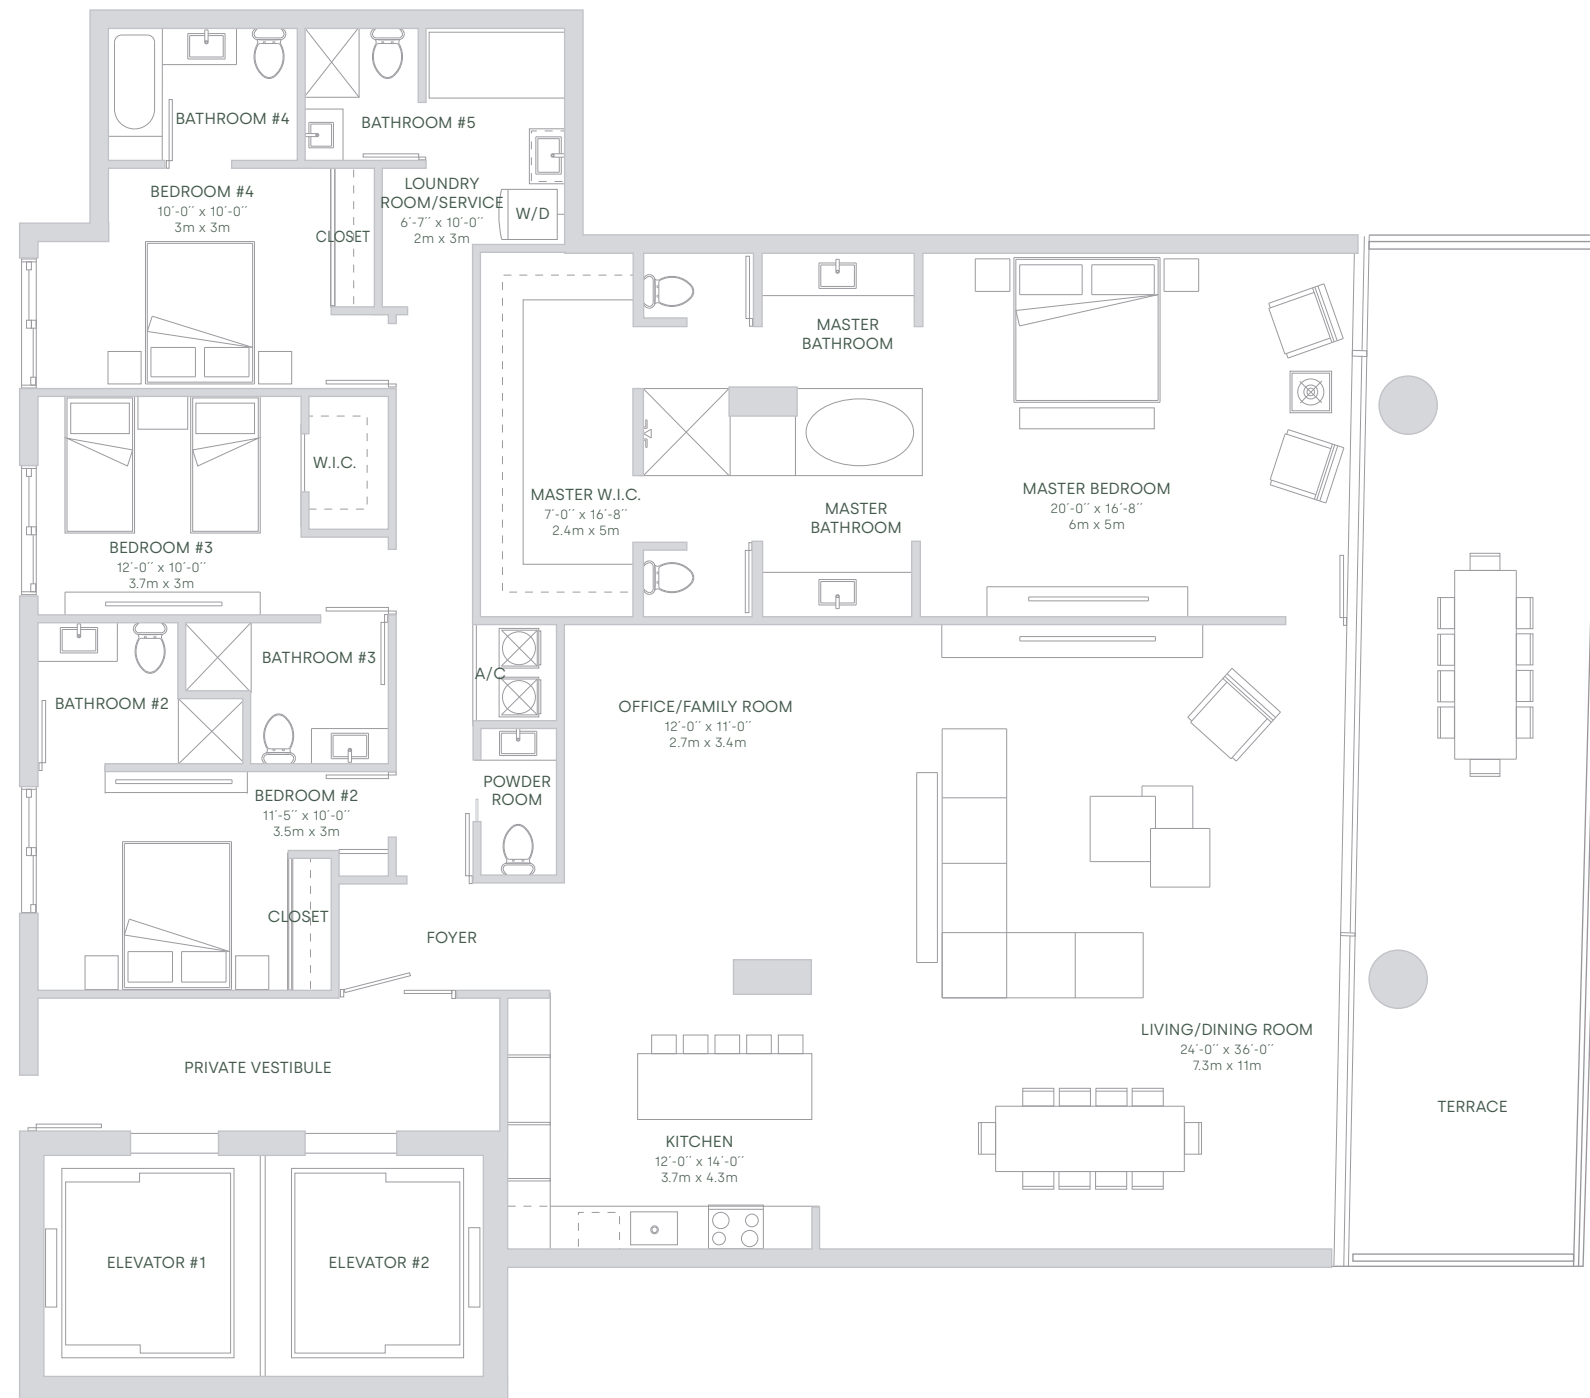 BATHROOM #4
BATHROOM #5
BEDROOM #4
10´-0´´ x 10´-0´´
3m x 3m
CLOSET
LOUNDRY
ROOM/SERVICE
6´-7´´ x 10´-0´´
2m x 3m
W/D
MASTER
BATHROOM
W.I.C.
MASTER W.I.C.
7´-0´´ x 16´-8´´
2.4m x 5m
MASTER
BATHROOM
MASTER BEDROOM
20´-0´´ x 16´-8´´
6m x 5m
BEDROOM #3
12´-0´´ x 10´-0´´
3.7m x 3m
BATHROOM #3
BATHROOM #2
A/C
OFFICE/FAMILY ROOM
12´-0´´ x 11´-0´´
2.7m x 3.4m
BEDROOM #2
11´-5´´ x 10´-0´´
3.5m x 3m
POWDER
ROOM
CLOSET
FOYER
LIVING/DINING ROOM
24´-0´´ x 36´-0´´
7.3m x 11m
PRIVATE VESTIBULE
TERRACE
KITCHEN
12´-0´´ x 14´-0´´
3.7m x 4.3m
ELEVATOR #1
ELEVATOR #2